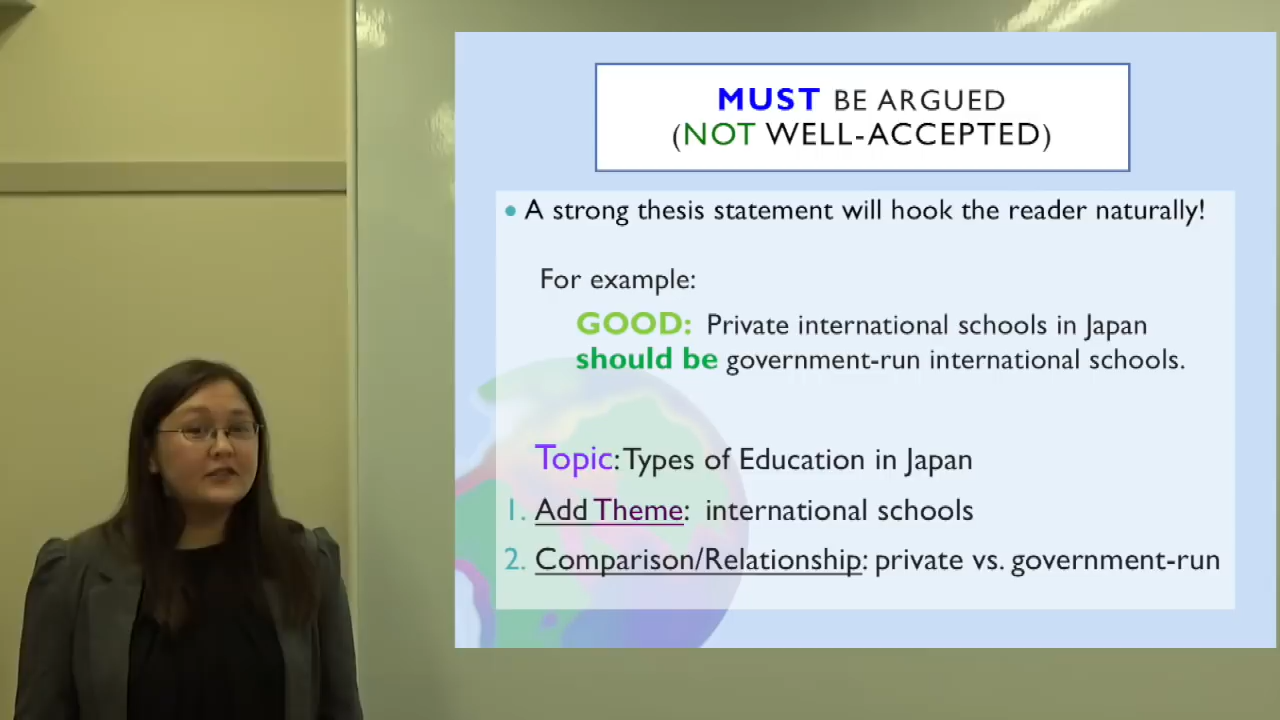 MUST BE ARGUED
(NOT WELL-ACCEPTED)
• A strong thesis statement will hook the reader naturally!
For example:
GOOD: Private international schools in Japan
should be government-run international schools.
Topic: Types of Education in Japan
1. Add Theme: international schools
2. Comparison/Relationship: private vs. government-run